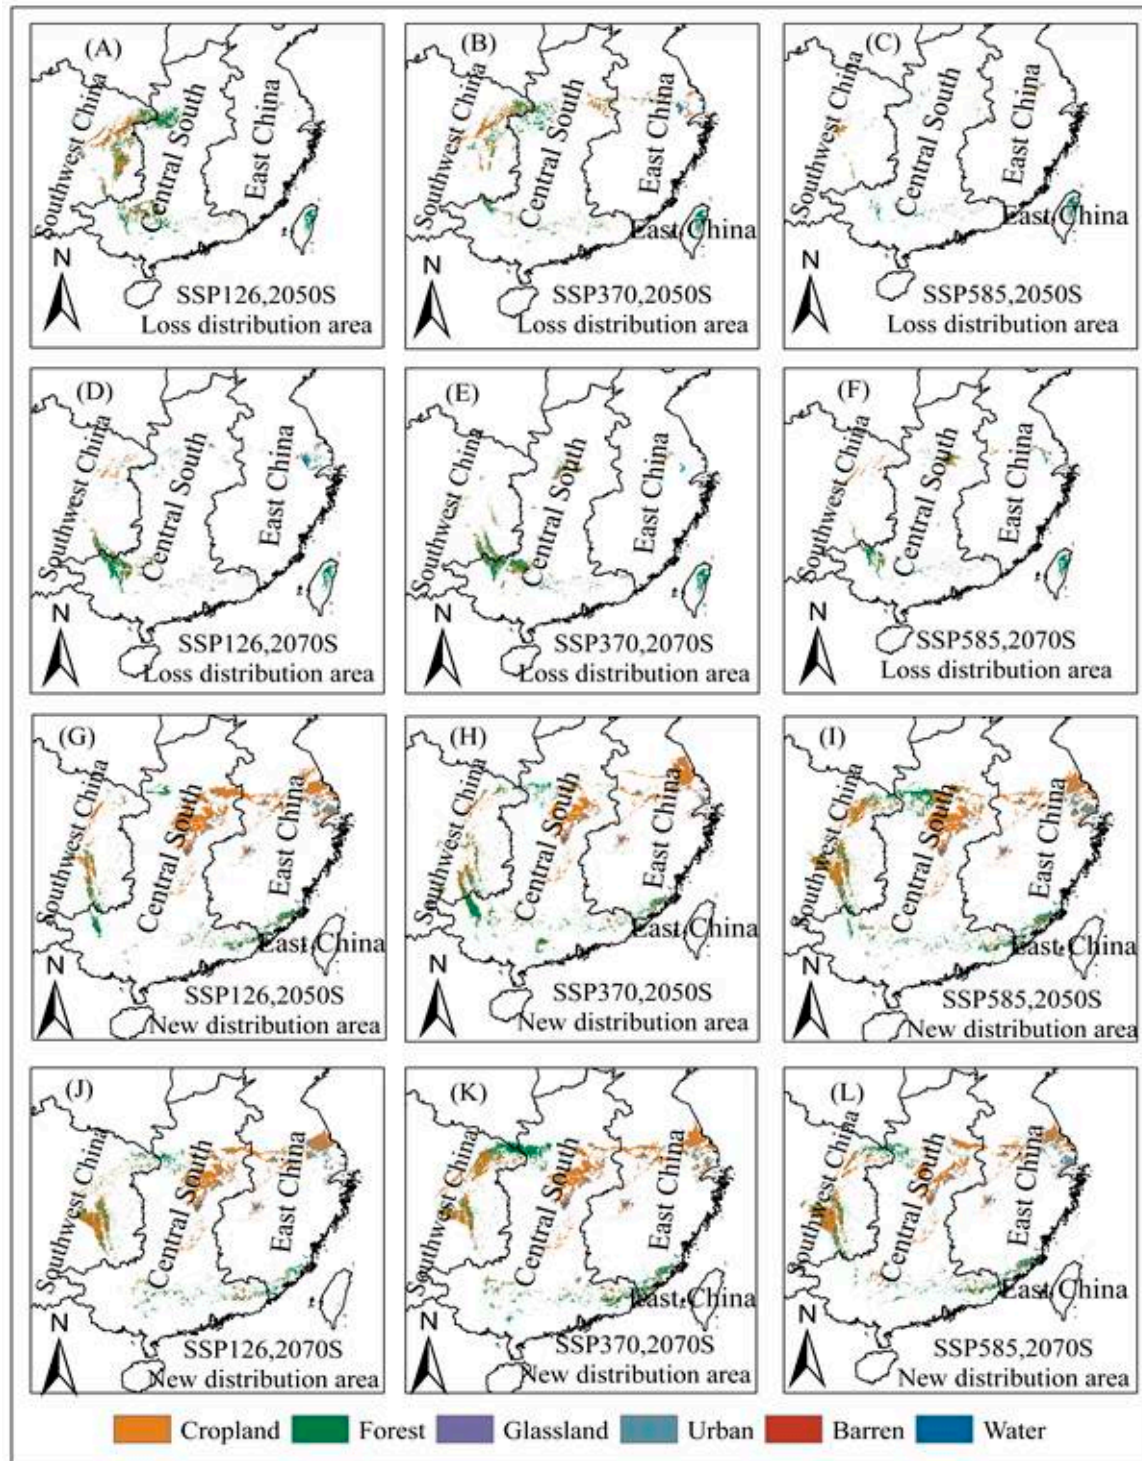 (A)
Southwest China
Central South
East China
N
SSP126,2050S
Loss distribution area
(B)
Southwest China
Central South
East China
East China
N
SSP370,2050S
Loss distribution area
(C)
Southwest China
Central South
East China
East China
N
SSP585,2050S
Loss distribution area
(D)
Southwest China
Central South
East China
N
SSP126,2070S
Loss distribution area
(E)
Southwest China
Central South
East China
N
SSP370,2070S
Loss distribution area
(F)
Southwest China
Central South
East China
N
SSP585,2070S
Loss distribution area
(G)
Southwest China
Central South
East China
East China
N
SSP126,2050S
New distribution area
(H)
Southwest China
Central South
East China
East China
N
SSP370,2050S
New distribution area
(I)
Southwest China
Central South
East China
East China
N
SSP585,2050S
New distribution area
(J)
Southwest China
Central South
East China
N
SSP126,2070S
New distribution area
(K)
Southwest China
Central South
East China
East China
N
SSP370,2070S
New distribution area
(L)
Southwest China
Central South
East China
East China
N
SSP585,2070S
New distribution area
Cropland Forest Glassland Urban Barren Water